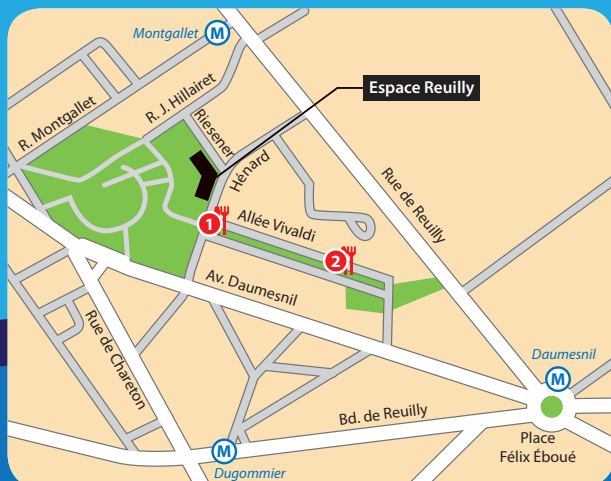 Montgallet
M
R. Montgallet
R. J. Hillairet
Riesener
Espace Reuilly
Hénard
Rue de Reuilly
1
Allée Vivaldi
2
Av. Daumesnil
Rue de Chareton
Daumesnil
M
Bd. de Reuilly
Place
Félix Éboué
M
Dugommier